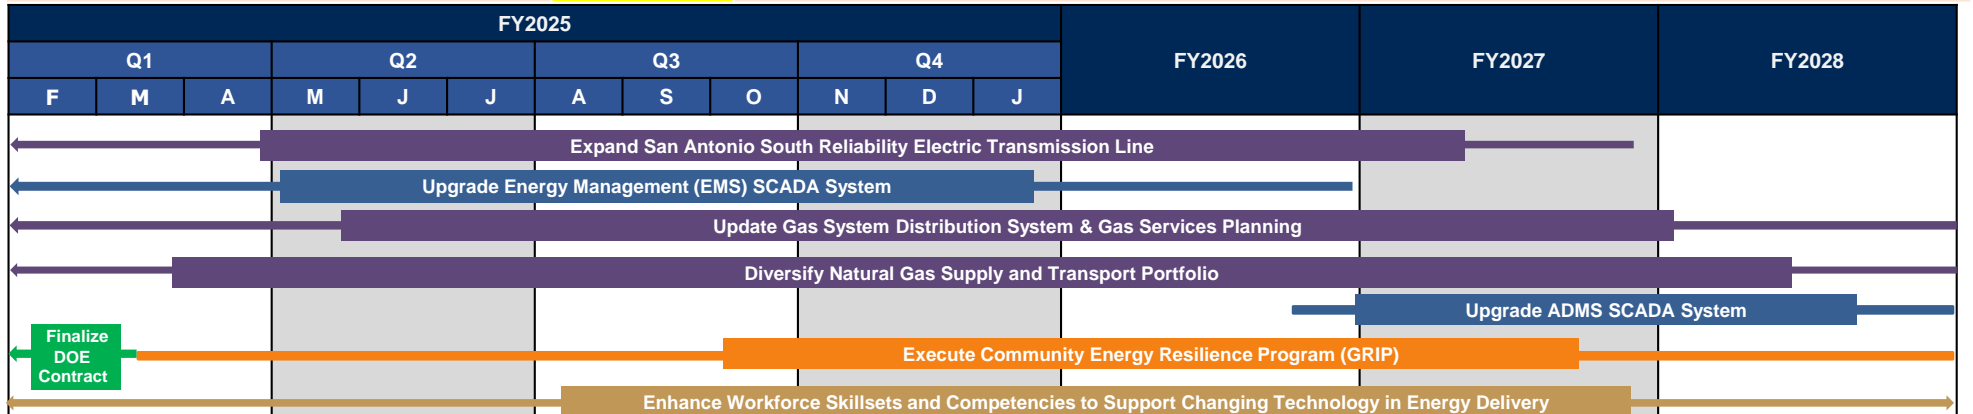 FY2025
FY2026
FY2027
FY2028
Q1
Q2
Q3
Q4
F
M
A
M
J
J
A
S
O
N
D
J
Expand San Antonio South Reliability Electric Transmission Line
Upgrade Energy Management (EMS) SCADA System
Update Gas System Distribution System & Gas Services Planning
Diversify Natural Gas Supply and Transport Portfolio
Upgrade ADMS SCADA System
Finalize
DOE
Contract
Execute Community Energy Resilience Program (GRIP)
Enhance Workforce Skillsets and Competencies to Support Changing Technology in Energy Delivery